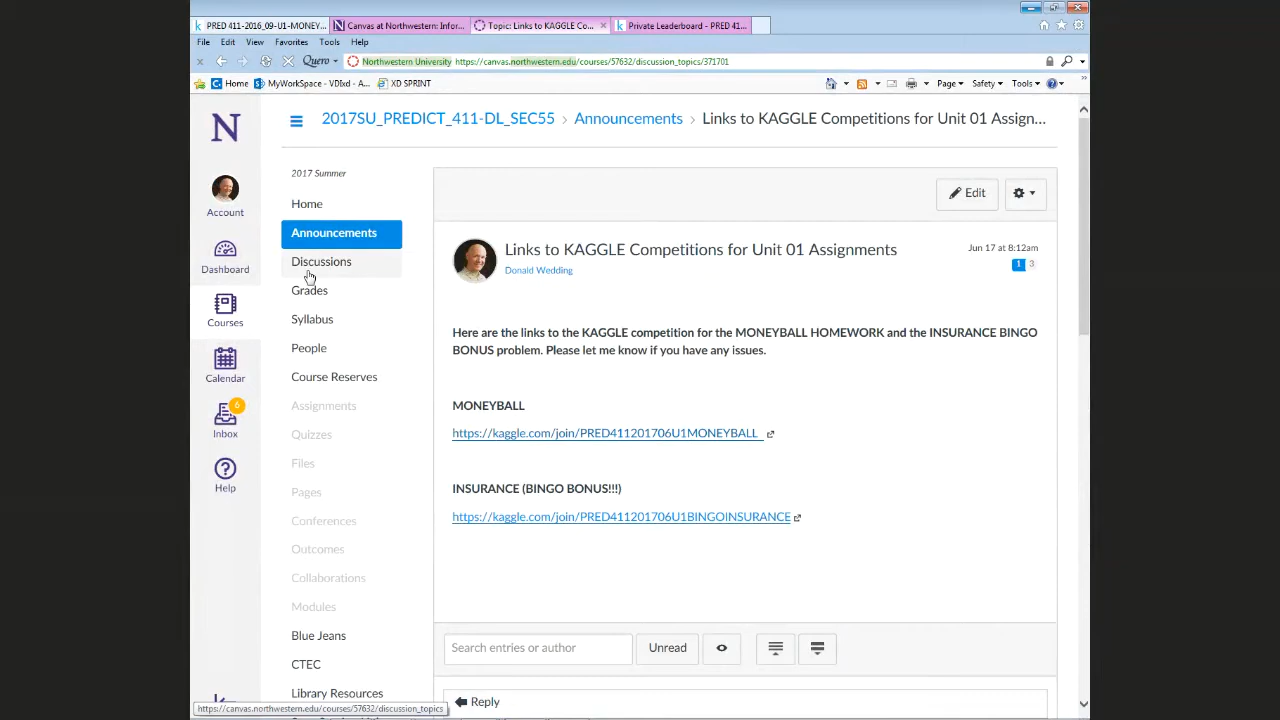 PRED 411-2016_09-U1-MONEY...
Canvas at Northwestern: Infor...
Topic: Links to KAGGLE Co...
Private Leaderboard - PRED 41...
File Edit View Favorites Tools Help
Quero
Northwestern University https://canvas.northwestern.edu/courses/57632/discussion_topics/371701
Home MyWorkSpace - VDIxd - A... XD SPRINT
Page Safety Tools
N
2017SU_PREDICT_411-DL_SEC55 › Announcements › Links to KAGGLE Competitions for Unit 01 Assign...
Account
Dashboard
Courses
Calendar
6
Inbox
Help
2017 Summer
Home
Announcements
Discussions
Grades
Syllabus
People
Course Reserves
Assignments
Quizzes
Files
Pages
Conferences
Outcomes
Collaborations
Modules
Blue Jeans
CTEC
Library Resources
Edit
Links to KAGGLE Competitions for Unit 01 Assignments
Donald Wedding
Jun 17 at 8:12am
1 3
Here are the links to the KAGGLE competition for the MONEYBALL HOMEWORK and the INSURANCE BINGO
BONUS problem. Please let me know if you have any issues.
MONEYBALL
https://kaggle.com/join/PRED411201706U1MONEYBALL
INSURANCE (BINGO BONUS!!!)
https://kaggle.com/join/PRED411201706U1BINGOINSURANCE
Search entries or author
Unread
Reply
https://canvas.northwestern.edu/courses/57632/discussion_topics